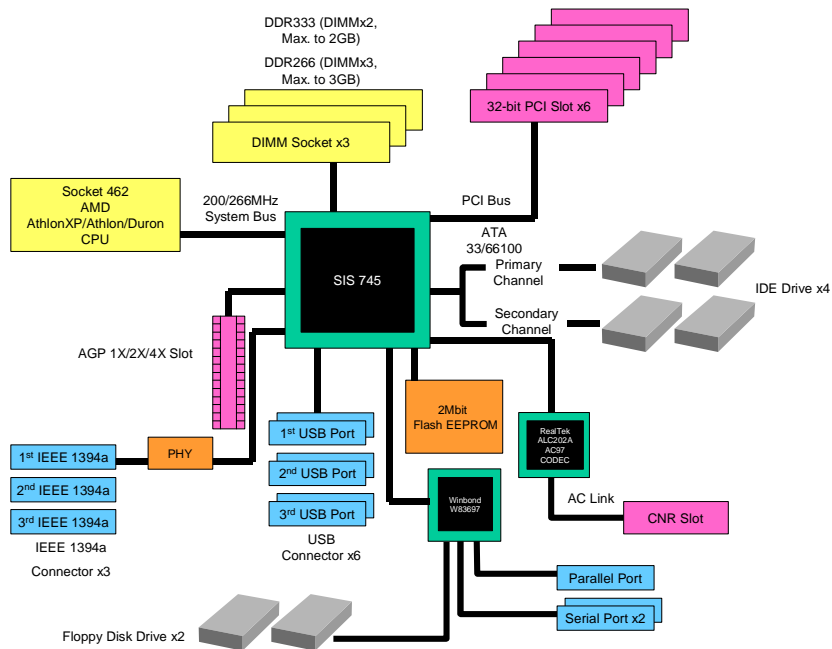 DDR333 (DIMMx2,
Max. to 2GB)
DDR266 (DIMMx3,
Max. to 3GB)
DIMM Socket x3
32-bit PCI Slot x6
Socket 462
AMD
AthlonXP/Athlon/Duron
CPU
200/266MHz
System Bus
PCI Bus
SIS 745
ATA
33/66100
Primary
Channel
Secondary
Channel
IDE Drive x4
AGP 1X/2X/4X Slot
2Mbit
Flash EEPROM
RealTek
ALC202A
AC97
CODEC
1st IEEE 1394a
2nd IEEE 1394a
3rd IEEE 1394a
IEEE 1394a
Connector x3
PHY
1st USB Port
2nd USB Port
3rd USB Port
USB
Connector x6
Winbond
W83697
AC Link
CNR Slot
Parallel Port
Serial Port x2
Floppy Disk Drive x2